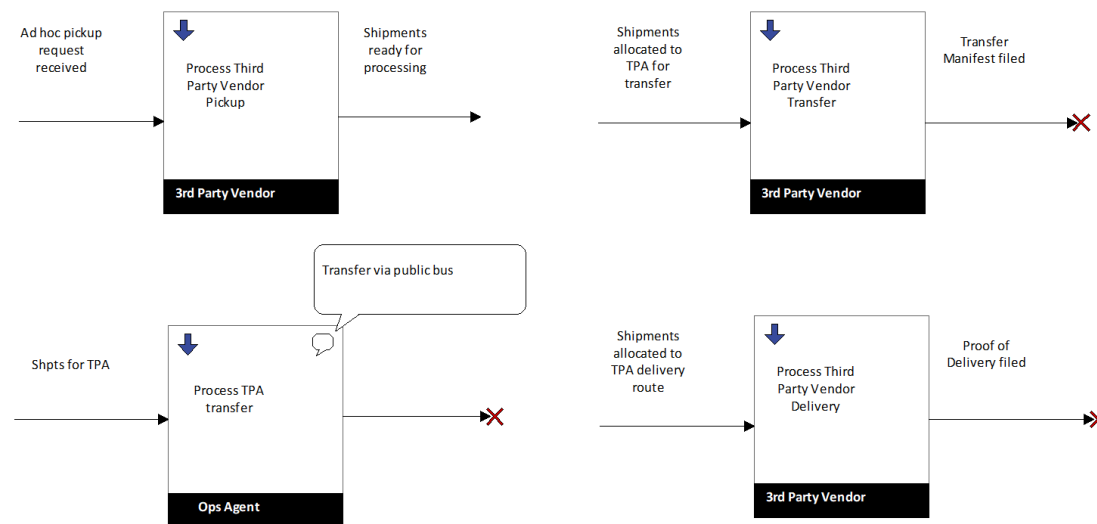 Ad hoc pickup
request
received
Process Third
Party Vendor
Pickup
3rd Party Vendor
Shipments
ready for
processing
Shipments
allocated to
TPA for
transfer
Process Third
Party Vendor
Transfer
3rd Party Vendor
Transfer
Manifest filed
Transfer via public bus
Shpts for TPA
Process TPA
transfer
Ops Agent
Shipments
allocated to
TPA delivery
route
Process Third
Party Vendor
Delivery
3rd Party Vendor
Proof of
Delivery filed